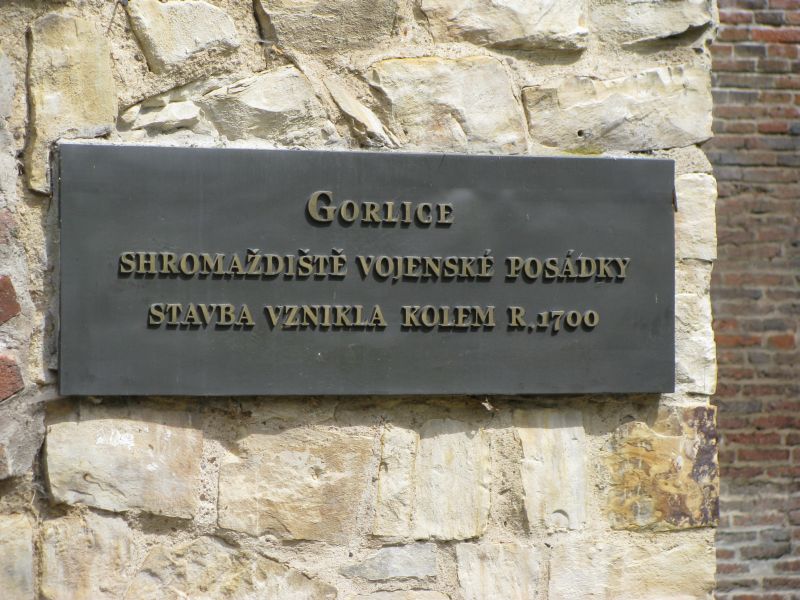 GORLICE
SHROMAŽDIŠTĚ VOJENSKÉ POSÁDKY
STAVBA VZNIKLA KOLEM R.1700